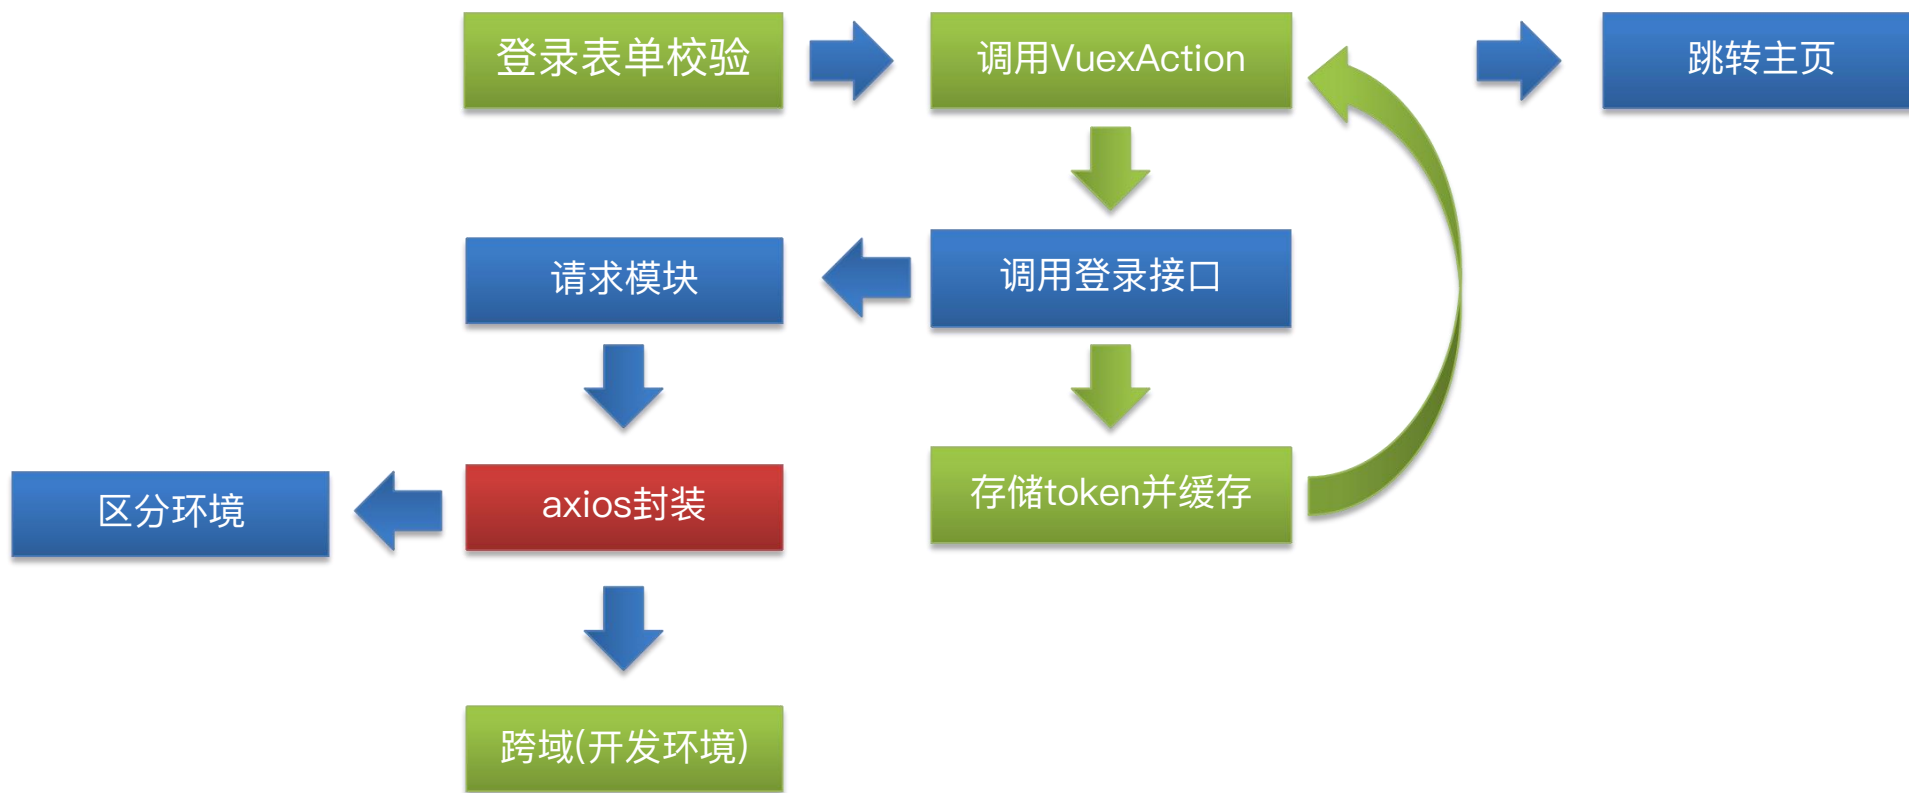 登录表单校验
调用VuexAction
跳转主页
请求模块
调用登录接口
区分环境
axios封装
存储token并缓存
跨域(开发环境)